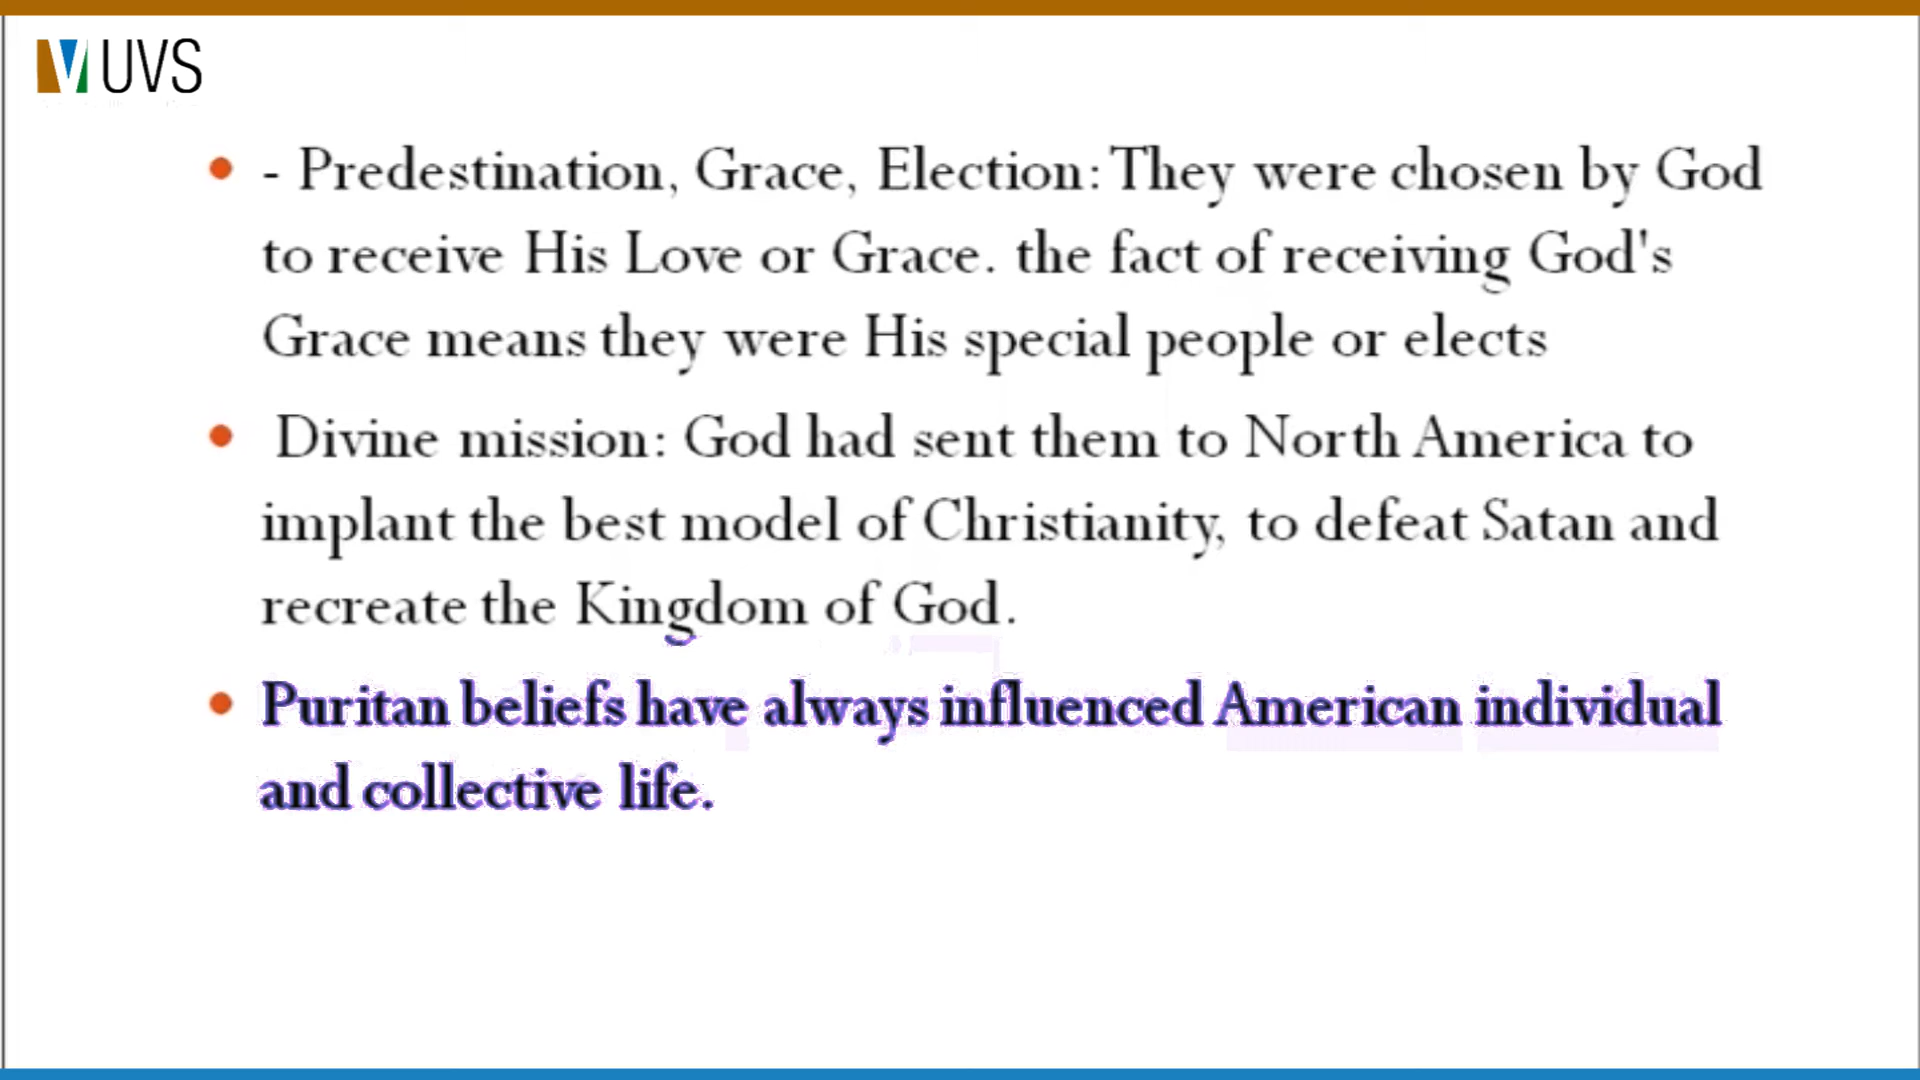 UVS
- Predestination, Grace, Election: They were chosen by God
to receive His Love or Grace. the fact of receiving God's
Grace means they were His special people or elects
Divine mission: God had sent them to North America to
implant the best model of Christianity, to defeat Satan and
recreate the Kingdom of God.
Puritan beliefs have always influenced American individual
and collective life.